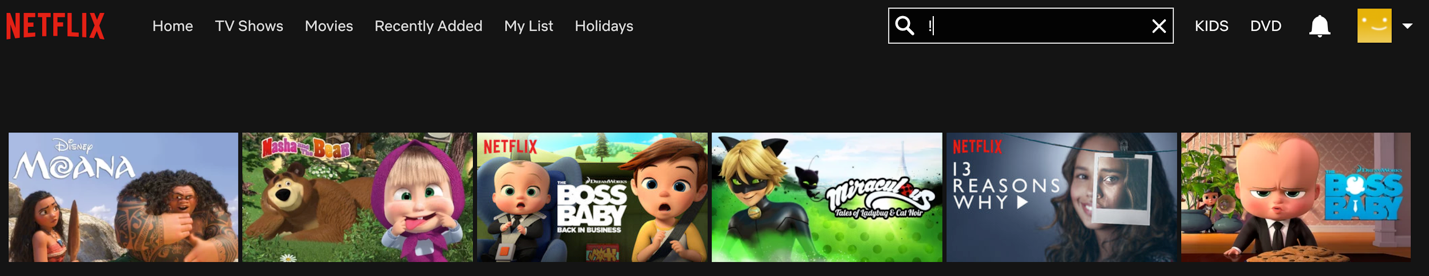 NETFLIX
Home TV Shows Movies Recently Added My List Holidays
!
KIDS DVD
Disney
MOANA
Masha and The Bear
NETFLIX
DreamWorks
THE
BOSS
BABY
BACK IN BUSINESS
Miraculous
Tales of Ladybug & Cat Noir
NETFLIX
13
REASONS
WHY
DreamWorks
THE
BOSS
BABY